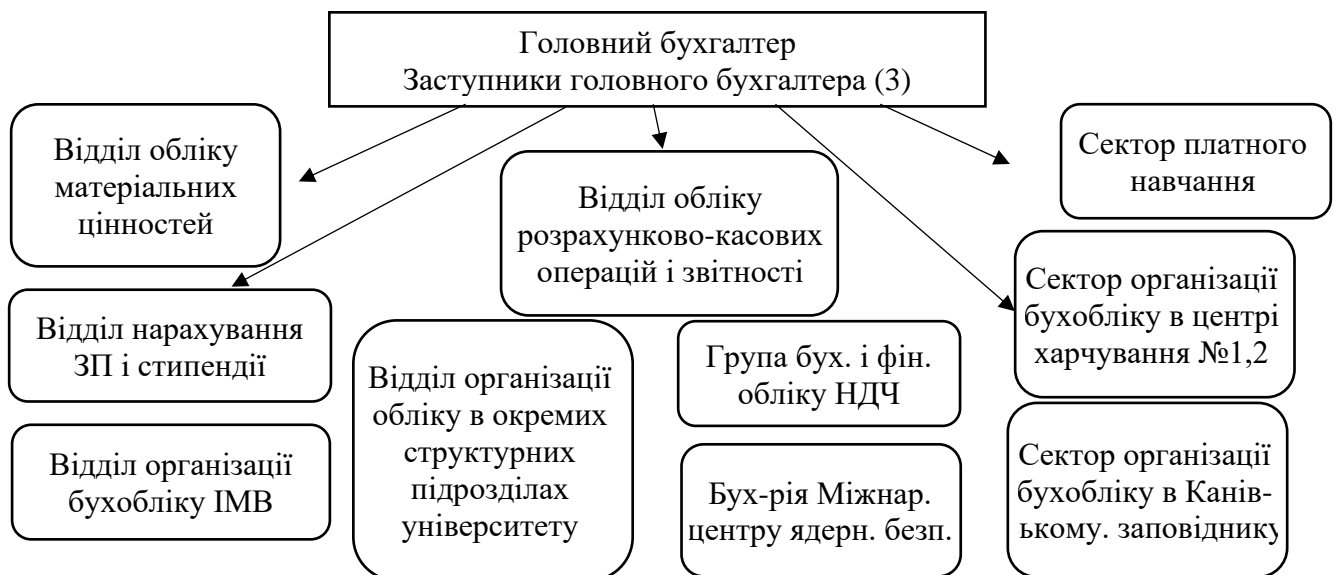 Головний бухгалтер
Заступники головного бухгалтера (3)
Відділ обліку
матеріальних
цінностей
Відділ обліку
розрахунково-касових
операцій і звітності
Сектор платного
навчання
Відділ нарахування
ЗП і стипендії
Сектор організації
бухобліку в центрі
харчування №1,2
Відділ організації
обліку в окремих
структурних
підрозділах
університету
Група бух. і фін.
обліку НДЧ
Відділ організації
бухобліку ІМВ
Бух-рія Міжнар.
центру ядерн. безп.
Сектор організації
бухобліку в Канів-
ькому. заповіднику